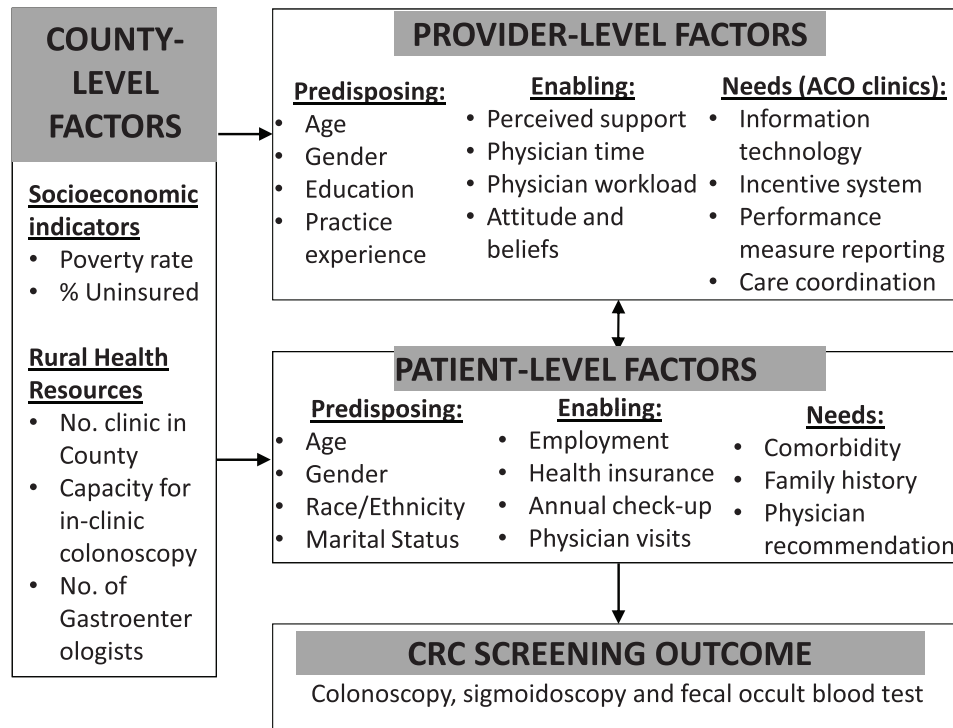 COUNTY-
LEVEL
FACTORS
Socioeconomic
indicators
• Poverty rate
• % Uninsured
Rural Health
Resources
• No. clinic in
County
• Capacity for
in-clinic
colonoscopy
• No. of
Gastroenter
ologists
PROVIDER-LEVEL FACTORS
Predisposing:
• Age
• Gender
• Education
• Practice
experience
Enabling:
• Perceived support
• Physician time
• Physician workload
• Attitude and
beliefs
Needs (ACO clinics):
• Information
technology
• Incentive system
• Performance
measure reporting
• Care coordination
PATIENT-LEVEL FACTORS
Predisposing:
• Age
• Gender
• Race/Ethnicity
• Marital Status
Enabling:
• Employment
• Health insurance
• Annual check-up
• Physician visits
Needs:
• Comorbidity
• Family history
• Physician
recommendation
CRC SCREENING OUTCOME
Colonoscopy, sigmoidoscopy and fecal occult blood test